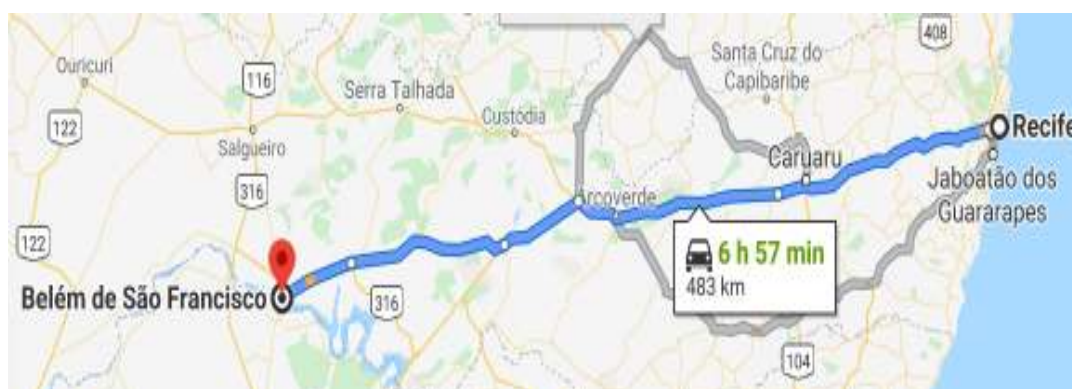 408
Ouricuri
116
Santa Cruz do
Capibaribe
Serra Talhada
Custódia
122
Salgueiro
Recife
Caruaru
316
Arcoverde
Jaboatão dos
Guararapes
122
6 h 57 min
483 km
Belém de São Francisco
316
104